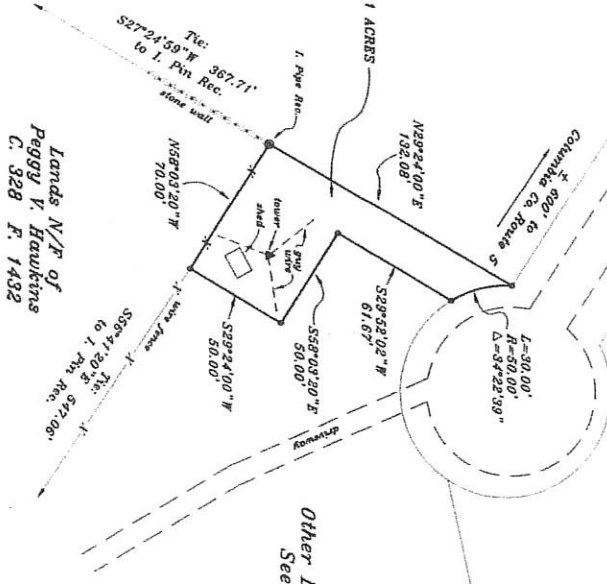 Tie:
S27°24'59"W 367.71'
to I. Pin Rec.
stone wall
I. Pipe Rec.
1 ACRES
N29°24'00"E
132.08'
Columbia Co. Route 5
± 600' to
L=30.00'
R=50.00'
Δ=34°22'39"
S29°52'02"W
61.67'
N58°03'20"W
70.00'
tower
shed
guy
wire
S58°03'20"E
50.00'
S29°24'00"W
50.00'
wire fence
Tie:
S56°41'20"E 547.06'
to I. Pin Rec.
driveway
Lands N/F of
Peggy V. Hawkins
C. 328 F. 1432
Other
See